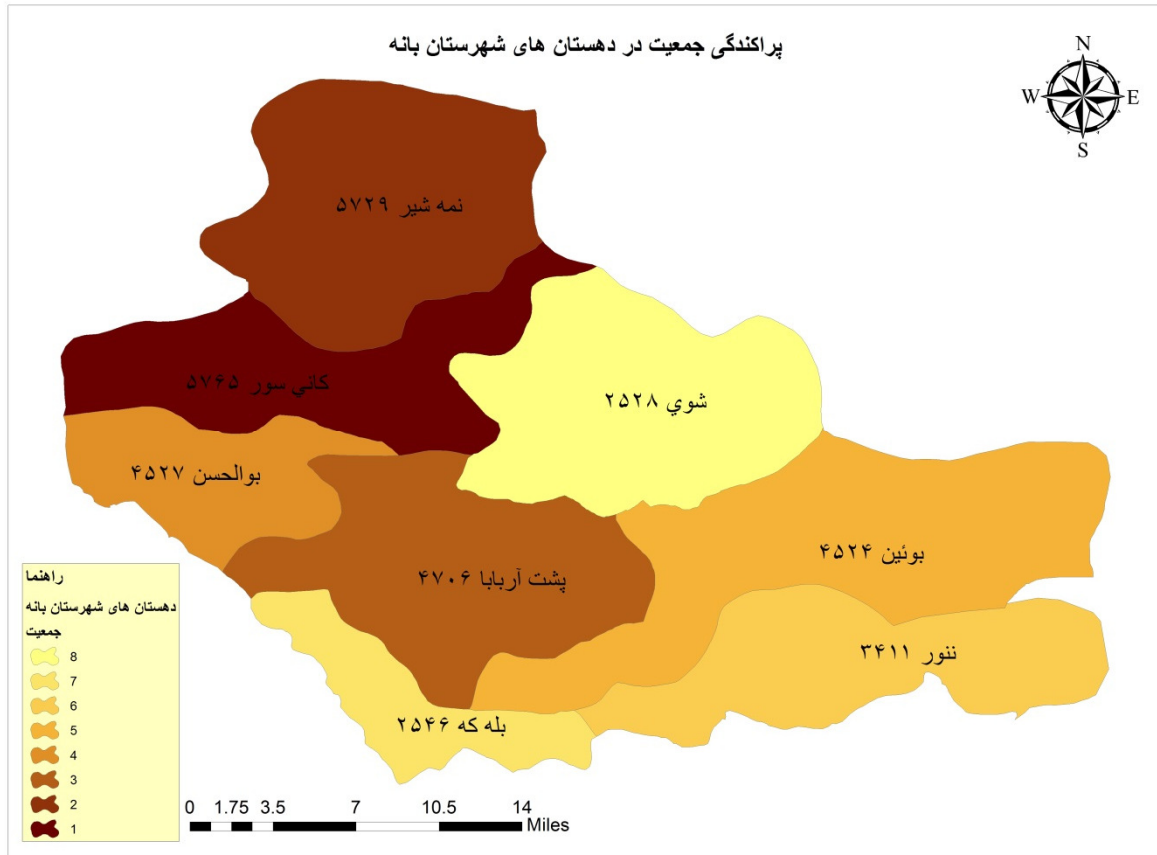 پراکندگی جمعیت در دهستان های شهرستان بانه
N
W E
S
نمه شیر ۵۷۲۹
کاني سور ۵۷۶۵
شوي ۲۵۲۸
بوالحسن ۴۵۲۷
بوئین ۴۵۲۴
پشت آربابا ۴۷۰۶
ننور ۳۴۱۱
بله که ۲۵۴۶
راهنما
دهستان های شهرستان بانه
جمعیت
8
7
6
5
4
3
2
1
0 1.75 3.5 7 10.5 14
Miles